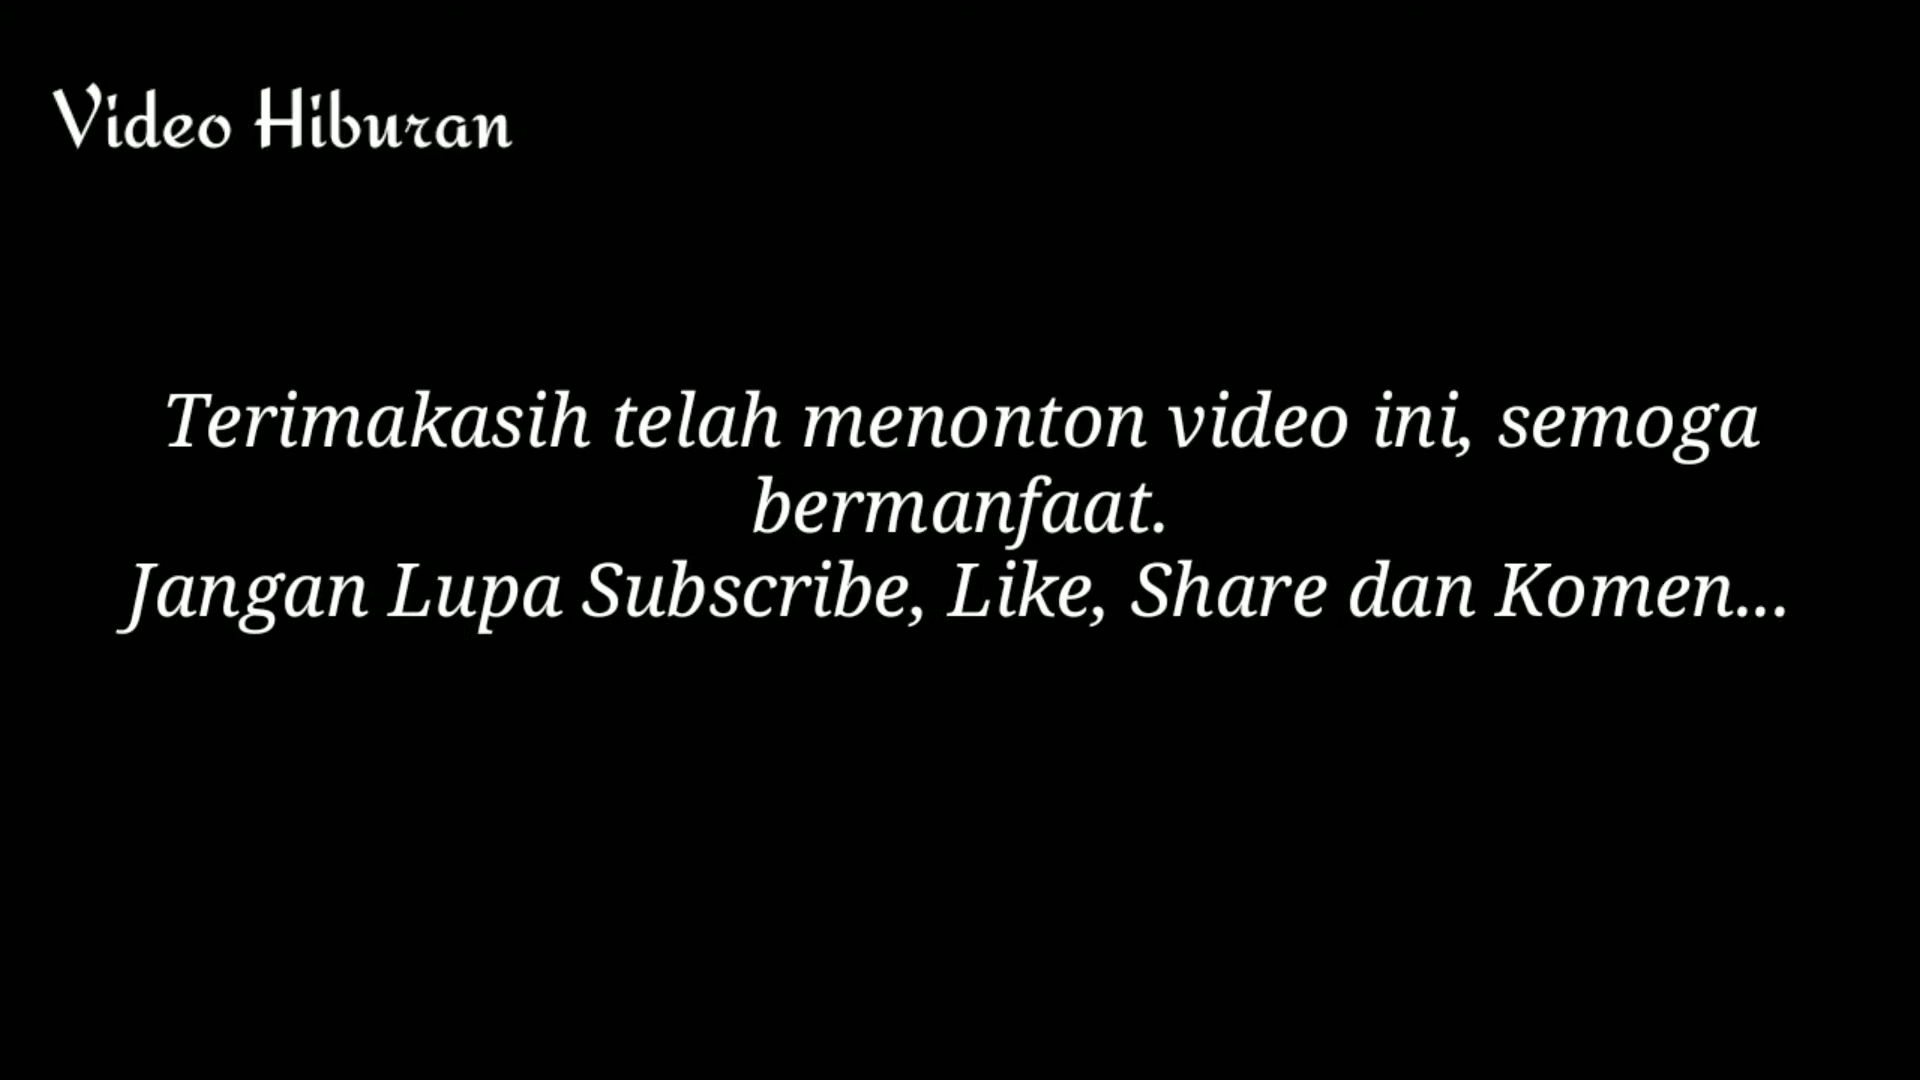 Video Hiburan
Terimakasih telah menonton video ini, semoga
bermanfaat.
Jangan Lupa Subscribe, Like, Share dan Komen...